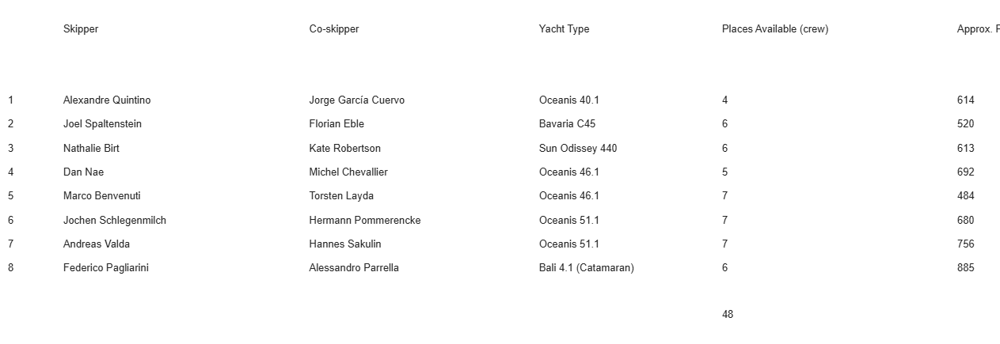 Skipper Co-skipper Yacht Type Places Available (crew) Approx.
1 Alexandre Quintino Jorge García Cuervo Oceanis 40.1 4 614
2 Joel Spaltenstein Florian Eble Bavaria C45 6 520
3 Nathalie Birt Kate Robertson Sun Odissey 440 6 613
4 Dan Nae Michel Chevallier Oceanis 46.1 5 692
5 Marco Benvenuti Torsten Layda Oceanis 46.1 7 484
6 Jochen Schlegenmilch Hermann Pommerencke Oceanis 51.1 7 680
7 Andreas Valda Hannes Sakulin Oceanis 51.1 7 756
8 Federico Pagliarini Alessandro Parrella Bali 4.1 (Catamaran) 6 885
48